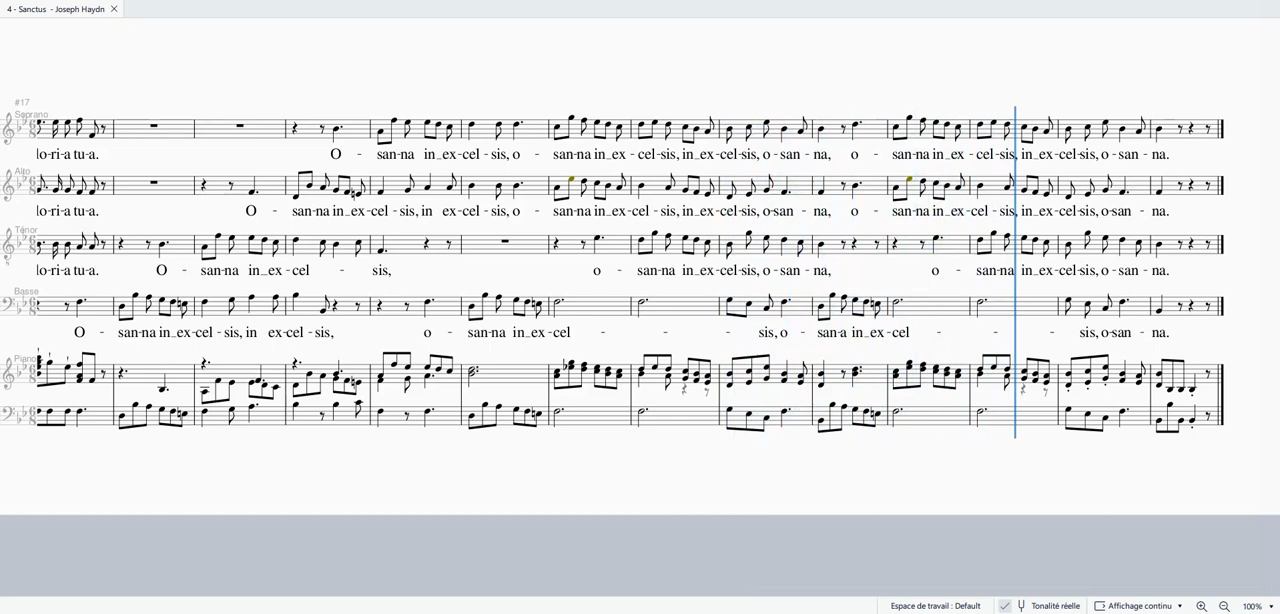 4 - Sanctus - Joseph Haydn
#17
Soprano
lo-ri-a tu-a. O - san-na in_ex-cel-sis, o - san-na in_ex-cel-sis, in_ex-cel-sis, o-san-na, o - san-na in_ex-cel-sis, in_ex-cel-sis, o-san-na.
Alto
lo-ri-a tu-a. O - san-na in_ex-cel-sis, in ex-cel-sis, o - san-na in_ex-cel-sis, in_ex-cel-sis, o-san-na, o - san-na in_ex-cel-sis, in_ex-cel-sis, o-san-na.
Ténor
lo-ri-a tu-a. O - san-na in_ex-cel - sis, o - san-na in_ex-cel-sis, o-san-na, o - san-na in_ex-cel-sis, o-san-na.
Basse
O - san-na in_ex-cel-sis, in ex-cel-sis, o - san-na in_ex-cel - - - sis, o - san-a in_ex-cel - - - sis, o-san-na.
Piano
Espace de travail : Default Tonalité réelle Affichage continu 100%